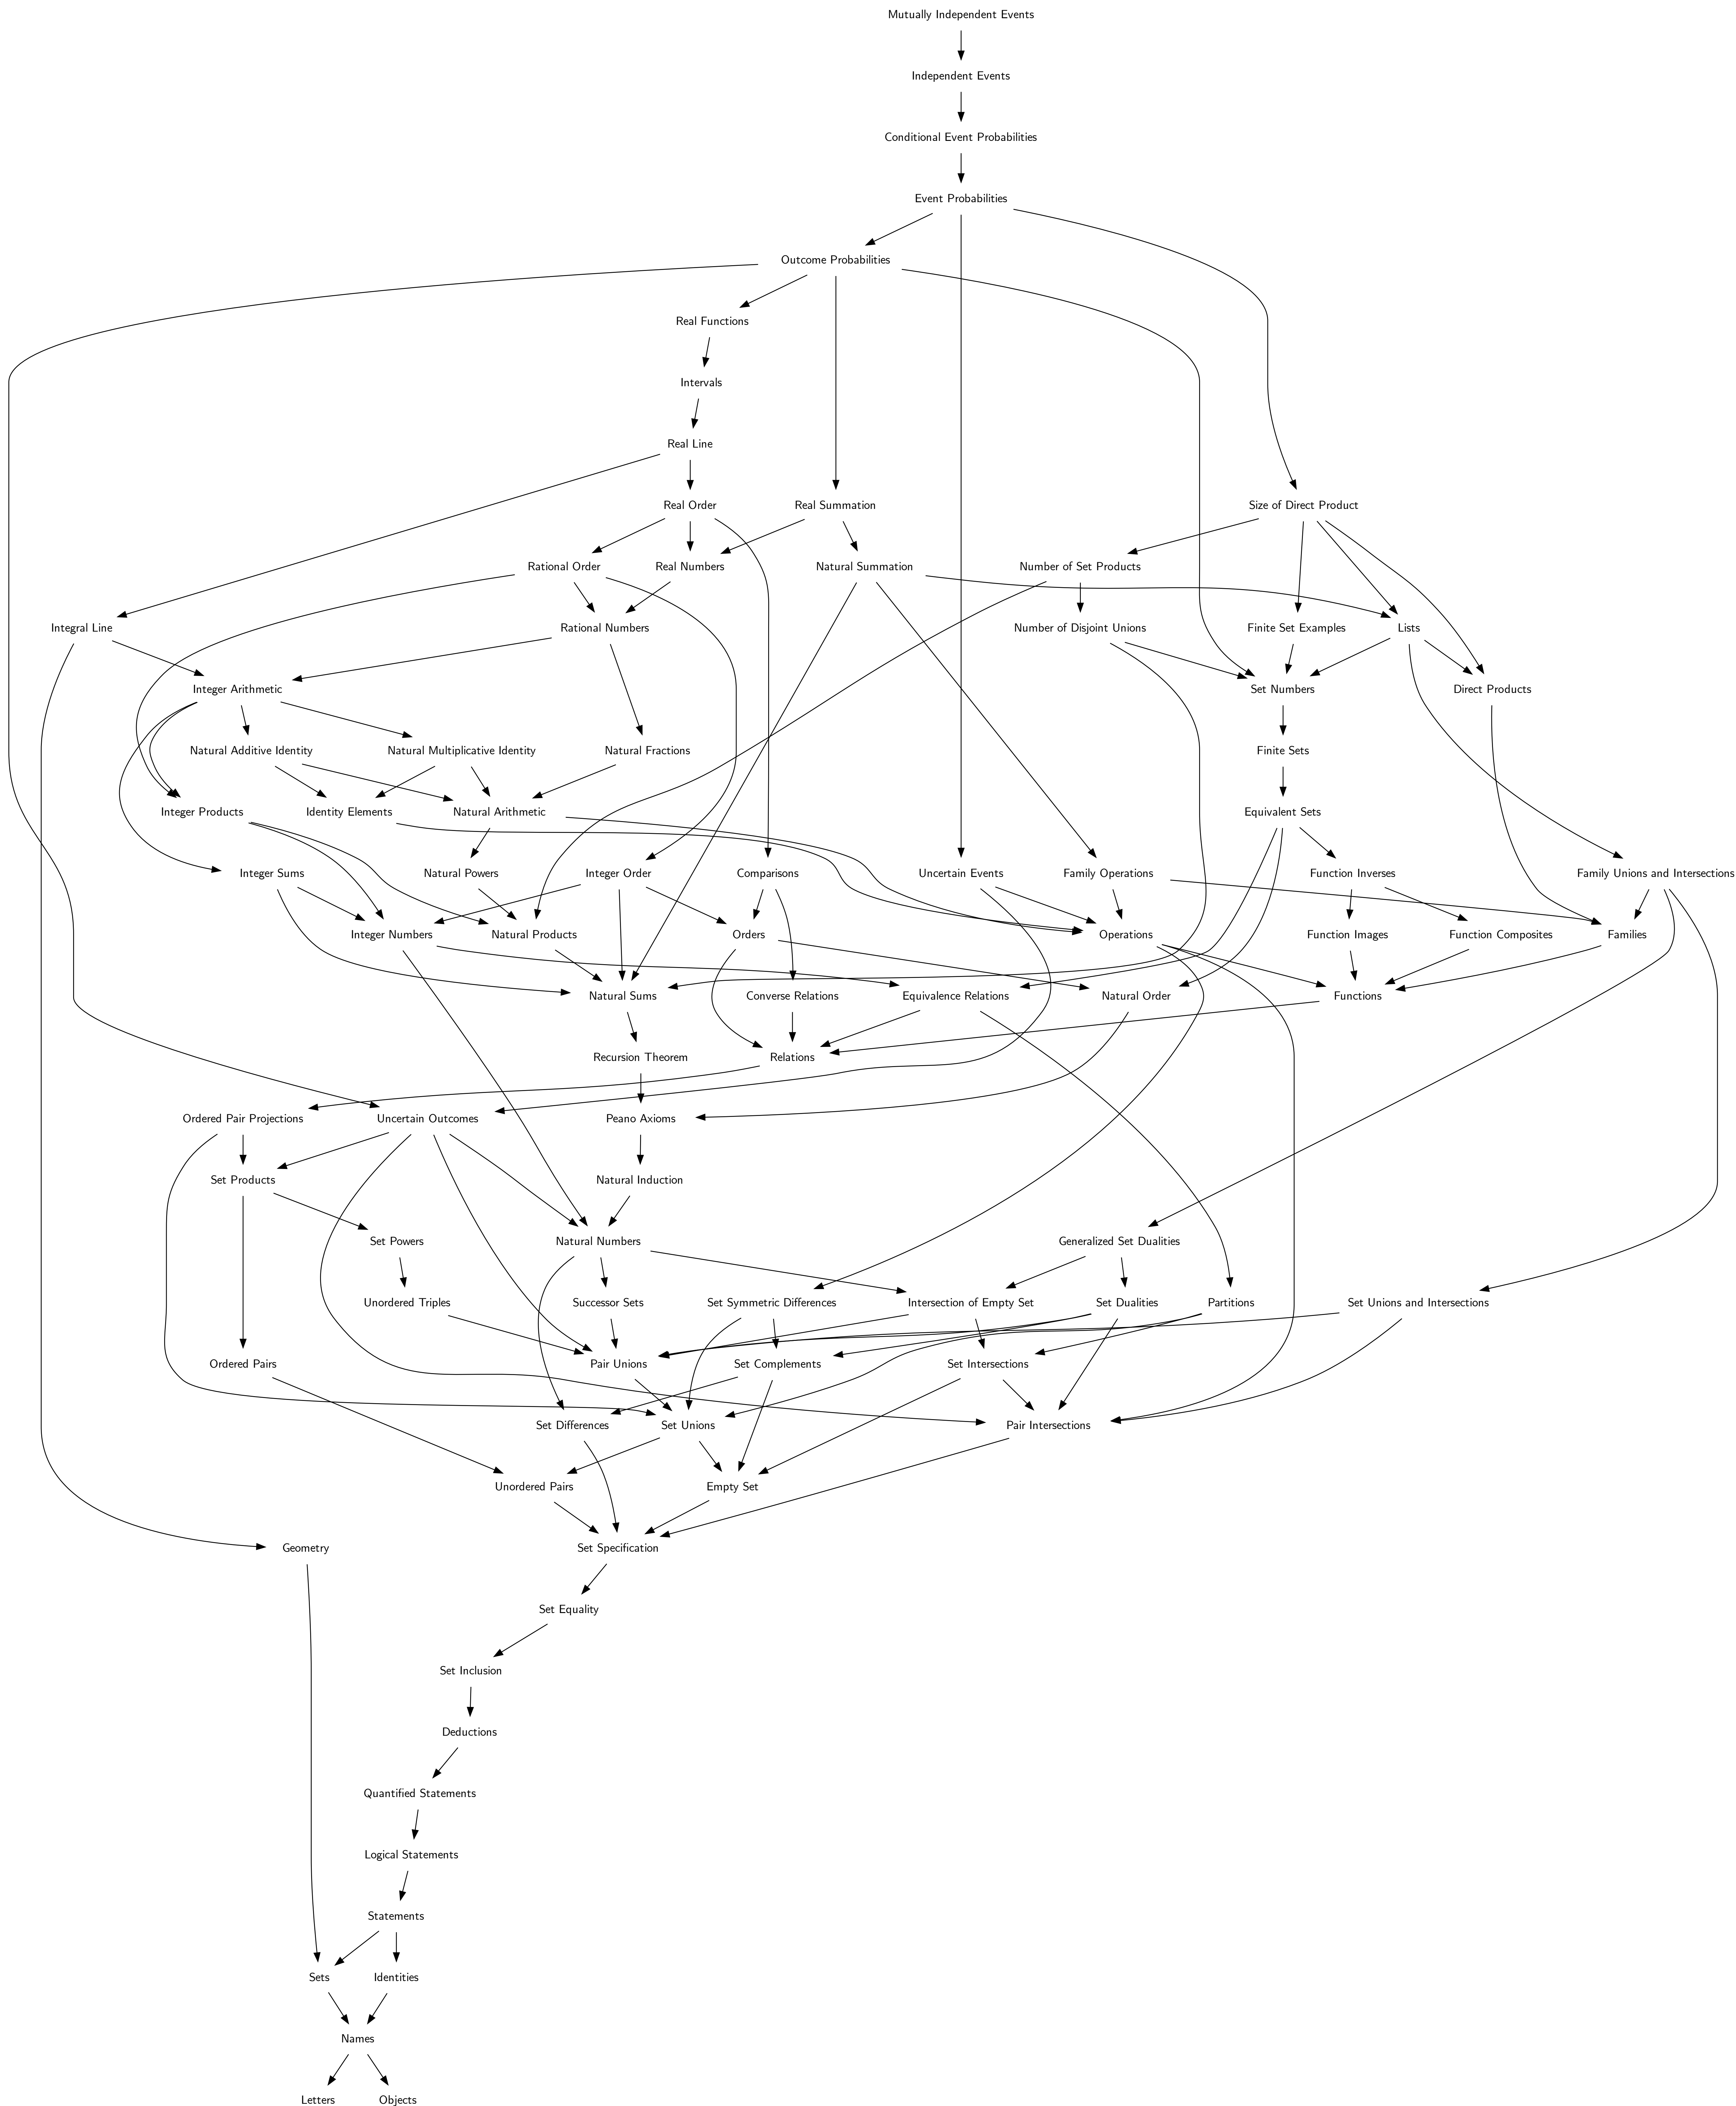 Mutually Independent Events
Independent Events
Conditional Event Probabilities
Event Probabilities
Outcome Probabilities
Real Functions
Intervals
Real Line
Real Order
Real Summation
Size of Direct Product
Rational Order
Real Numbers
Natural Summation
Number of Set Products
Integral Line
Rational Numbers
Number of Disjoint Unions
Finite Set Examples
Lists
Integer Arithmetic
Set Numbers
Direct Products
Natural Additive Identity
Natural Multiplicative Identity
Natural Fractions
Finite Sets
Integer Products
Identity Elements
Natural Arithmetic
Equivalent Sets
Integer Sums
Natural Powers
Integer Order
Comparisons
Uncertain Events
Family Operations
Function Inverses
Family Unions and Intersections
Integer Numbers
Natural Products
Orders
Operations
Function Images
Function Composites
Families
Natural Sums
Converse Relations
Equivalence Relations
Natural Order
Functions
Recursion Theorem
Relations
Ordered Pair Projections
Uncertain Outcomes
Peano Axioms
Set Products
Natural Induction
Set Powers
Natural Numbers
Generalized Set Dualities
Unordered Triples
Successor Sets
Set Symmetric Differences
Intersection of Empty Set
Set Dualities
Partitions
Set Unions and Intersections
Ordered Pairs
Pair Unions
Set Complements
Set Intersections
Set Differences
Set Unions
Pair Intersections
Unordered Pairs
Empty Set
Geometry
Set Specification
Set Equality
Set Inclusion
Deductions
Quantified Statements
Logical Statements
Statements
Sets
Identities
Names
Letters
Objects